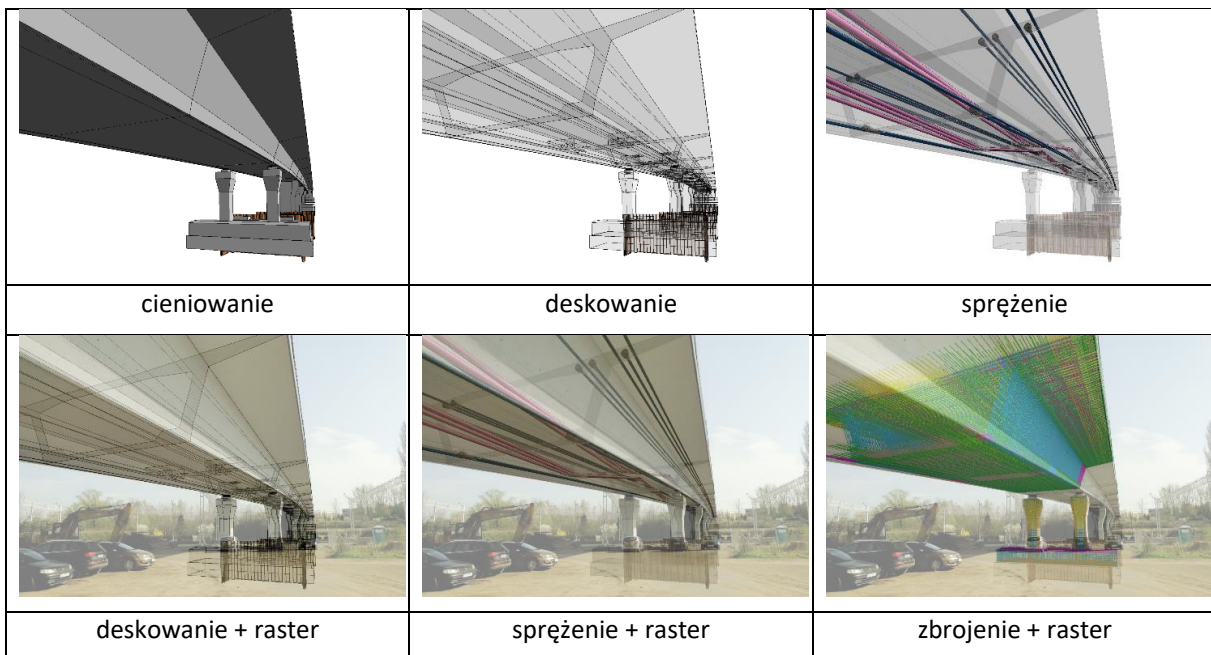 cieniowanie
deskowanie
sprężenie
deskowanie + raster
sprężenie + raster
zbrojenie + raster